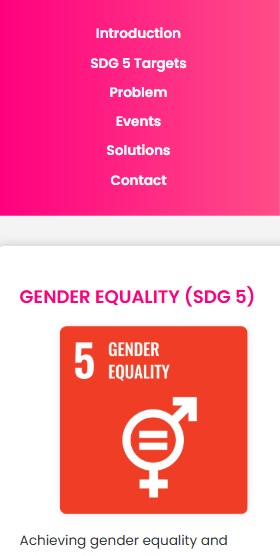 Introduction
SDG 5 Targets
Problem
Events
Solutions
Contact
GENDER EQUALITY (SDG 5)
5 GENDER
EQUALITY
Achieving gender equality and